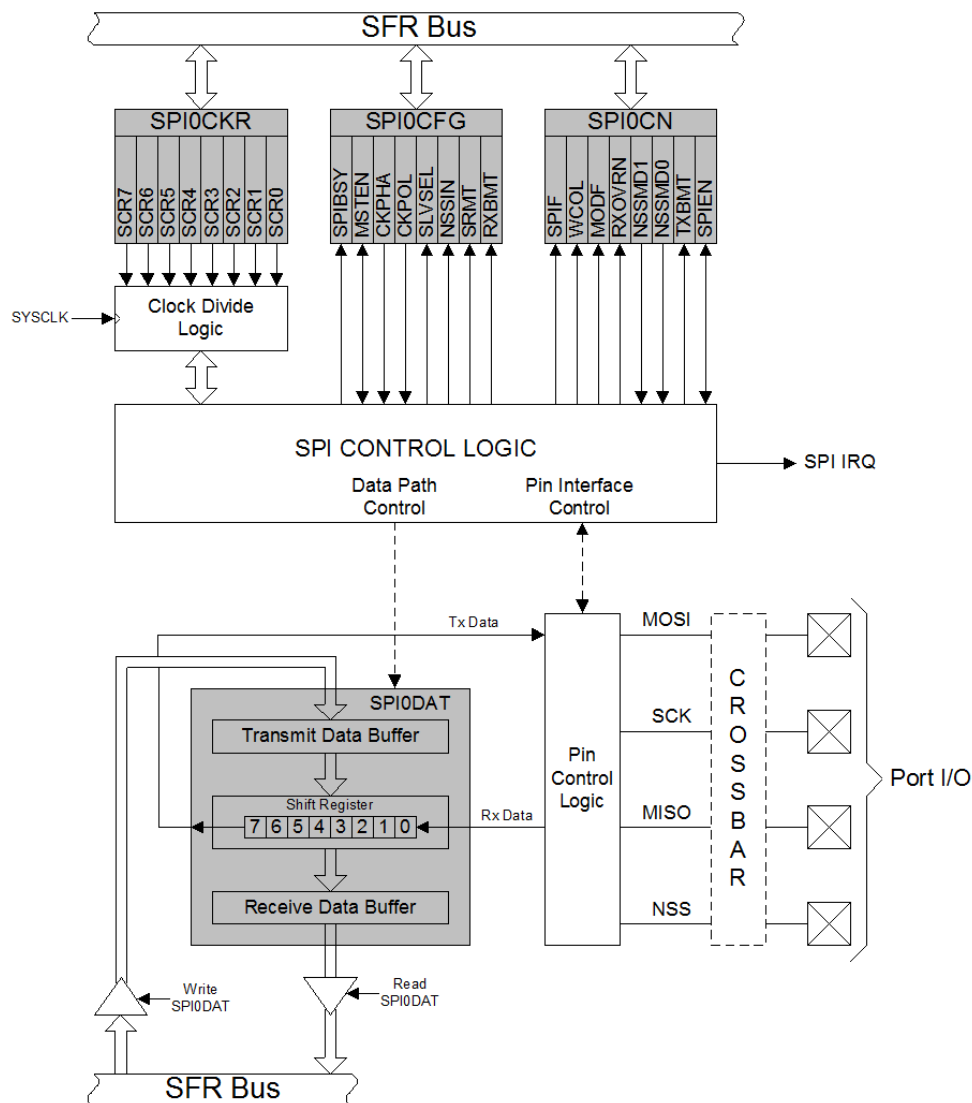 SFR Bus
SPI0CKR
SPI0CFG
SPI0CN
SCR7
SCR6
SCR5
SCR4
SCR3
SCR2
SCR1
SCR0
SPIBSY
MSTEN
CKPHA
CKPOL
SLVSEL
NSSIN
SRMT
RXBMT
SPIF
WCOL
MODF
RXOVRN
NSSMD1
NSSMD0
TXBMT
SPIEN
SYSCLK
Clock Divide
Logic
SPI CONTROL LOGIC
SPI IRQ
Data Path
Control
Pin Interface
Control
Tx Data
MOSI
SPI0DAT
Transmit Data Buffer
SCK
Shift Register
7 6 5 4 3 2 1 0
Rx Data
Pin
Control
Logic
MISO
CROSSBAR
Port I/O
Receive Data Buffer
NSS
Write
SPI0DAT
Read
SPI0DAT
SFR Bus